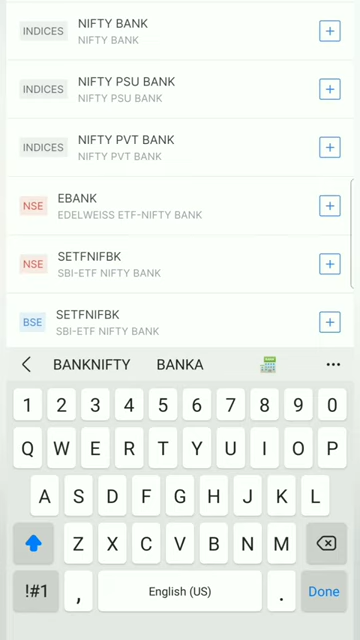 INDICES NIFTY BANK
NIFTY BANK
INDICES NIFTY PSU BANK
NIFTY PSU BANK
INDICES NIFTY PVT BANK
NIFTY PVT BANK
NSE EBANK
EDELWEISS ETF-NIFTY BANK
NSE SETFNIFBK
SBI-ETF NIFTY BANK
BSE SETFNIFBK
SBI-ETF NIFTY BANK
BANKNIFTY BANKA
1 2 3 4 5 6 7 8 9 0
Q W E R T Y U I O P
A S D F G H J K L
Z X C V B N M
!#1 , English (US) . Done